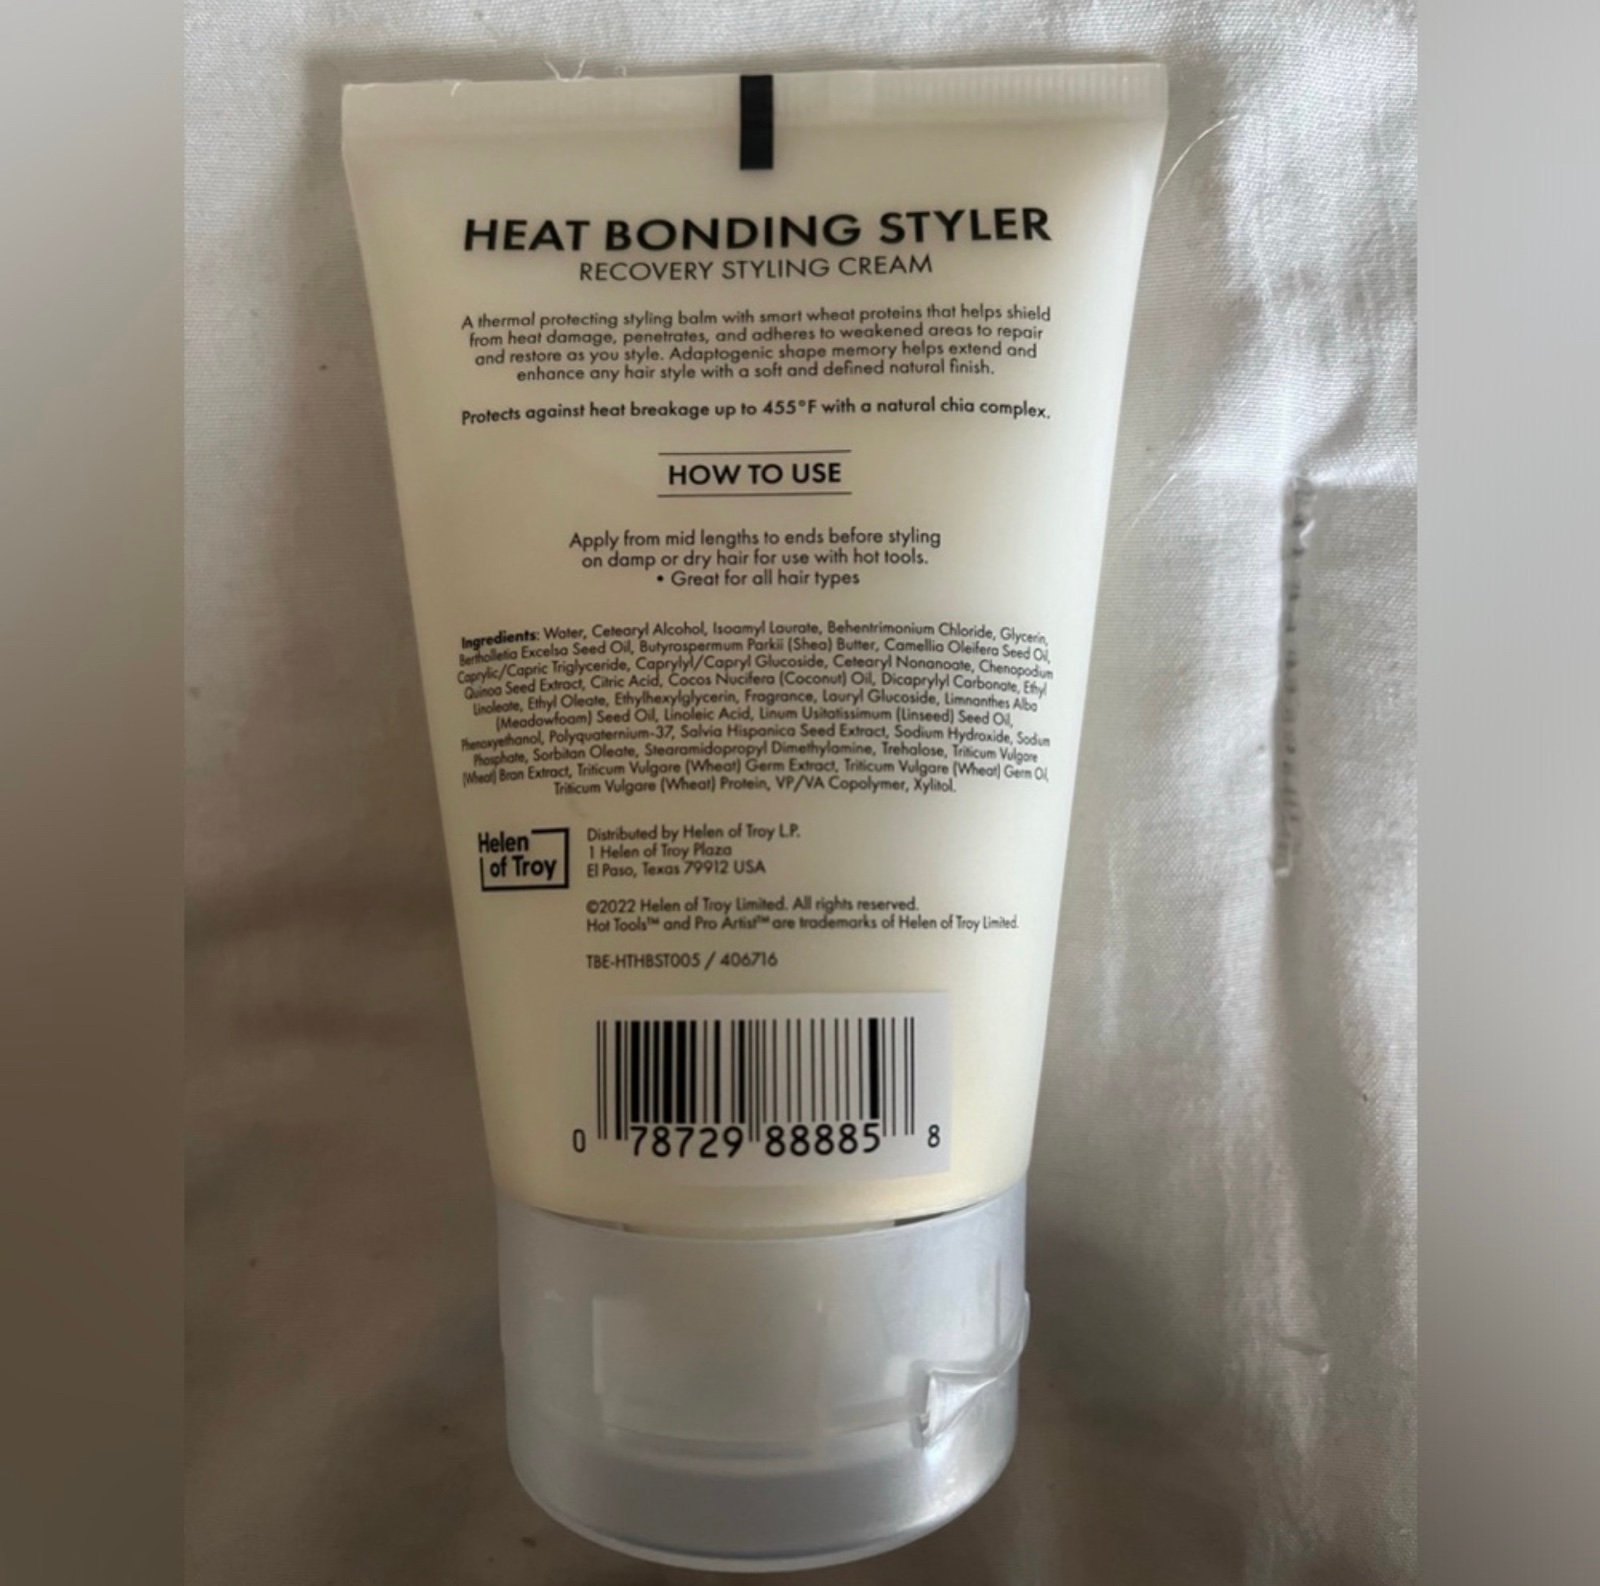 HEAT BONDING STYLER
RECOVERY STYLING CREAM
A thermal protecting styling balm with smart wheat proteins that helps shield
from heat damage, penetrates, and adheres to weakened areas to repair
and restore as you style. Adaptogenic shape memory helps extend and
enhance any hair style with a soft and defined natural finish.
Protects against heat breakage up to 455°F with a natural chia complex.
HOW TO USE
Apply from mid lengths to ends before styling
on damp or dry hair for use with hot tools.
• Great for all hair types
Ingredients: Water, Cetearyl Alcohol, Isoamyl Laurate, Behentrimonium Chloride, Glycerin,
Bertholletia Excelsa Seed Oil, Butyrospermum Parkii (Shea) Butter, Camellia Oleifera Seed Oil,
Caprylic/Capric Triglyceride, Caprylyl/Capryl Glucoside, Cetearyl Nonanoate, Chenopodium
Quinoa Seed Extract, Citric Acid, Cocos Nucifera (Coconut) Oil, Dicaprylyl Carbonate, Ethyl
Linoleate, Ethyl Oleate, Ethylhexylglycerin, Fragrance, Lauryl Glucoside, Limnanthes Alba
(Meadowfoam) Seed Oil, Linoleic Acid, Linum Usitatissimum (Linseed) Seed Oil,
Phenoxyethanol, Polyquaternium-37, Salvia Hispanica Seed Extract, Sodium Hydroxide, Sodium
Phosphate, Sorbitan Oleate, Stearamidopropyl Dimethylamine, Trehalose, Triticum Vulgare
(Wheat) Bran Extract, Triticum Vulgare (Wheat) Germ Extract, Triticum Vulgare (Wheat) Germ Oil,
Triticum Vulgare (Wheat) Protein, VP/VA Copolymer, Xylitol.
Helen
of Troy
Distributed by Helen of Troy L.P.
1 Helen of Troy Plaza
El Paso, Texas 79912 USA
©2022 Helen of Troy Limited. All rights reserved.
Hot Tools™ and Pro Artist™ are trademarks of Helen of Troy Limited.
TBE-HTHBST005 / 406716
0 78729 88885 8